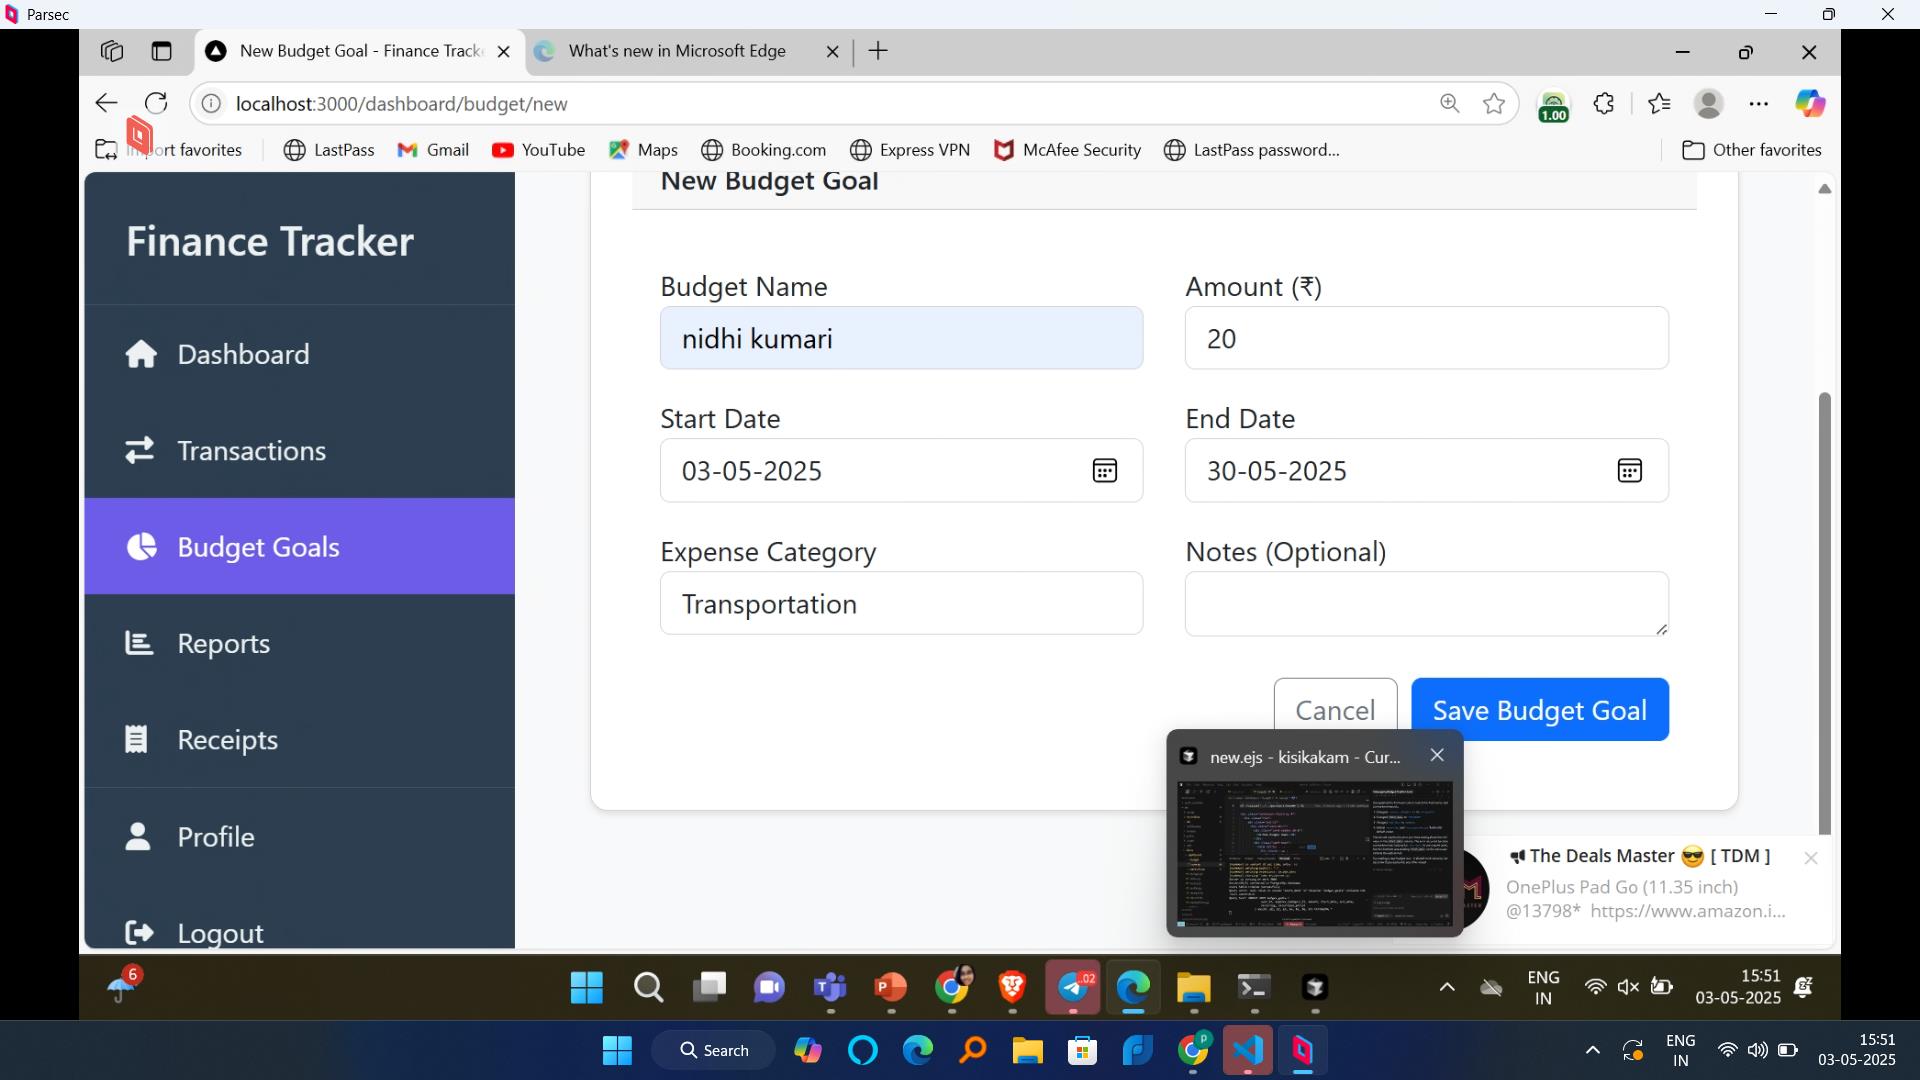 Parsec
New Budget Goal - Finance Track
What's new in Microsoft Edge
localhost:3000/dashboard/budget/new
1.00
rt favorites
LastPass
Gmail
YouTube
Maps
Booking.com
Express VPN
McAfee Security
LastPass password...
Other favorites
Finance Tracker
Dashboard
Transactions
Budget Goals
Reports
Receipts
Profile
Logout
New Budget Goal
Budget Name
Amount (₹)
nidhi kumari
20
Start Date
End Date
03-05-2025
30-05-2025
Expense Category
Notes (Optional)
Transportation
Cancel
Save Budget Goal
new.ejs - kisikakam - Cur...
The Deals Master 😎 [ TDM ]
OnePlus Pad Go (11.35 inch)
@13798* https://www.amazon.i...
6
02
ENG
IN
15:51
03-05-2025
Search
ENG
IN
15:51
03-05-2025